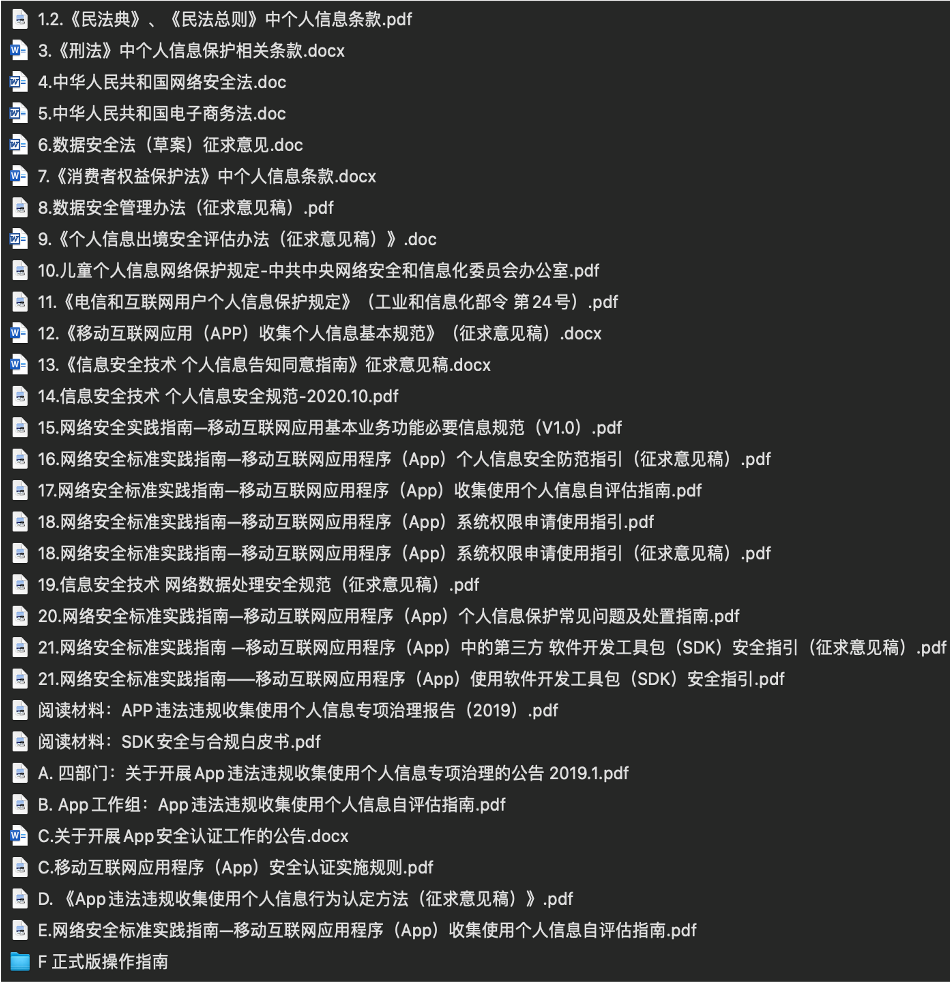 1.2.《民法典》、《民法总则》中个人信息条款.pdf
3.《刑法》中个人信息保护相关条款.docx
4.中华人民共和国网络安全法.doc
5.中华人民共和国电子商务法.doc
6.数据安全法（草案）征求意见.doc
7.《消费者权益保护法》中个人信息条款.docx
8.数据安全管理办法（征求意见稿）.pdf
9.《个人信息出境安全评估办法（征求意见稿）》.doc
10.儿童个人信息网络保护规定-中共中央网络安全和信息化委员会办公室.pdf
11.《电信和互联网用户个人信息保护规定》（工业和信息化部令 第24号）.pdf
12.《移动互联网应用（APP）收集个人信息基本规范》（征求意见稿）.docx
13.《信息安全技术 个人信息告知同意指南》征求意见稿.docx
14.信息安全技术 个人信息安全规范-2020.10.pdf
15.网络安全实践指南—移动互联网应用基本业务功能必要信息规范（V1.0）.pdf
16.网络安全标准实践指南—移动互联网应用程序（App）个人信息安全防范指引（征求意见稿）.pdf
17.网络安全标准实践指南—移动互联网应用程序（App）收集使用个人信息自评估指南.pdf
18.网络安全标准实践指南—移动互联网应用程序（App）系统权限申请使用指引.pdf
18.网络安全标准实践指南—移动互联网应用程序（App）系统权限申请使用指引（征求意见稿）.pdf
19.信息安全技术 网络数据处理安全规范（征求意见稿）.pdf
20.网络安全标准实践指南—移动互联网应用程序（App）个人信息保护常见问题及处置指南.pdf
21.网络安全标准实践指南 —移动互联网应用程序（App）中的第三方 软件开发工具包（SDK）安全指引（征求意见稿）.pdf
21.网络安全标准实践指南——移动互联网应用程序（App）使用软件开发工具包（SDK）安全指引.pdf
阅读材料：APP违法违规收集使用个人信息专项治理报告（2019）.pdf
阅读材料：SDK安全与合规白皮书.pdf
A. 四部门：关于开展App违法违规收集使用个人信息专项治理的公告 2019.1.pdf
B. App工作组：App违法违规收集使用个人信息自评估指南.pdf
C.关于开展App安全认证工作的公告.docx
C.移动互联网应用程序（App）安全认证实施规则.pdf
D. 《App违法违规收集使用个人信息行为认定方法（征求意见稿）》.pdf
E.网络安全标准实践指南—移动互联网应用程序（App）收集使用个人信息自评估指南.pdf
F 正式版操作指南